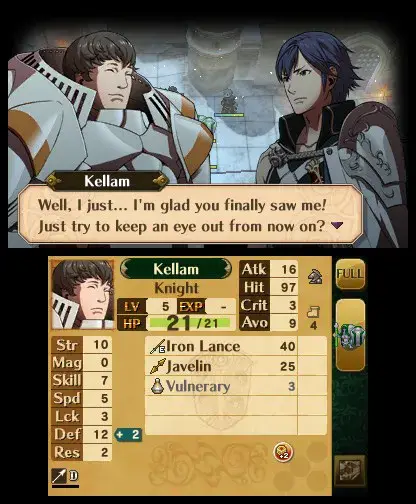 Kellam
Well, I just... I'm glad you finally saw me!
Just try to keep an eye out from now on?
Kellam
Knight
LV 5 EXP -
HP 21/21
Atk 16
Hit 97
Crit 3
Avo 9
4
FULL
Str 10
Mag 0
Skill 7
Spd 5
Lck 3
Def 12 + 2
Res 2
E Iron Lance 40
Javelin 25
Vulnerary 3
+2
D